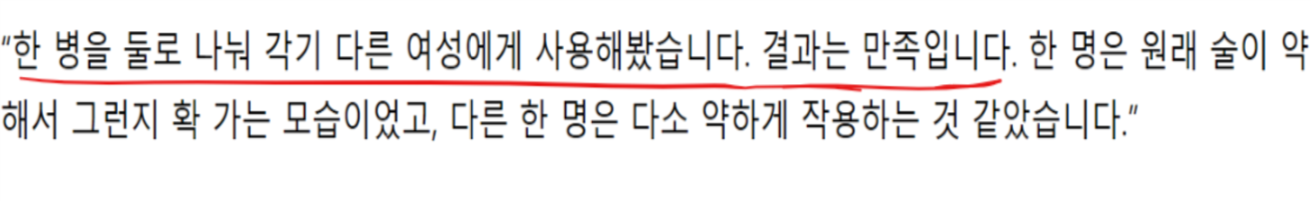 "한 병을 둘로 나눠 각기 다른 여성에게 사용해봤습니다. 결과는 만족입니다. 한 명은 원래 술이 약
해서 그런지 확 가는 모습이었고, 다른 한 명은 다소 약하게 작용하는 것 같았습니다."